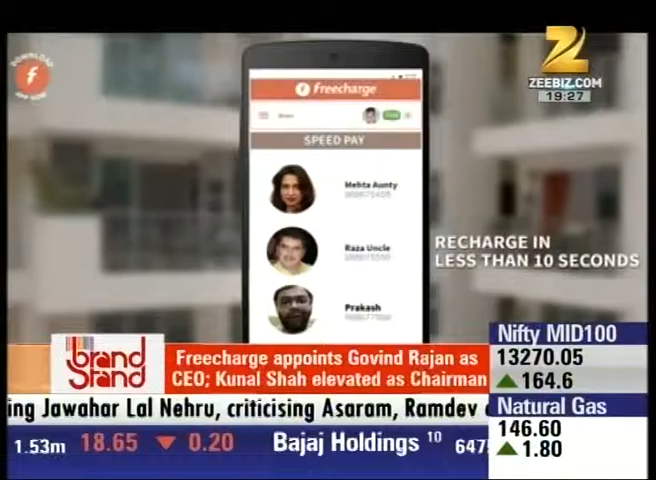 DOWNLOAD
APP NOW
ZEEBIZ.COM
19:27
freecharge
SPEED PAY
Mehta Aunty
Raza Uncle
Prakash
RECHARGE IN
LESS THAN 10 SECONDS
brand
Stand
Freecharge appoints Govind Rajan as
CEO; Kunal Shah elevated as Chairman
Nifty MID100
13270.05
▲ 164.6
ing Jawahar Lal Nehru, criticising Asaram, Ramdev
Natural Gas
146.60
▲ 1.80
1.53m 18.65 ▼ 0.20 Bajaj Holdings 10 647